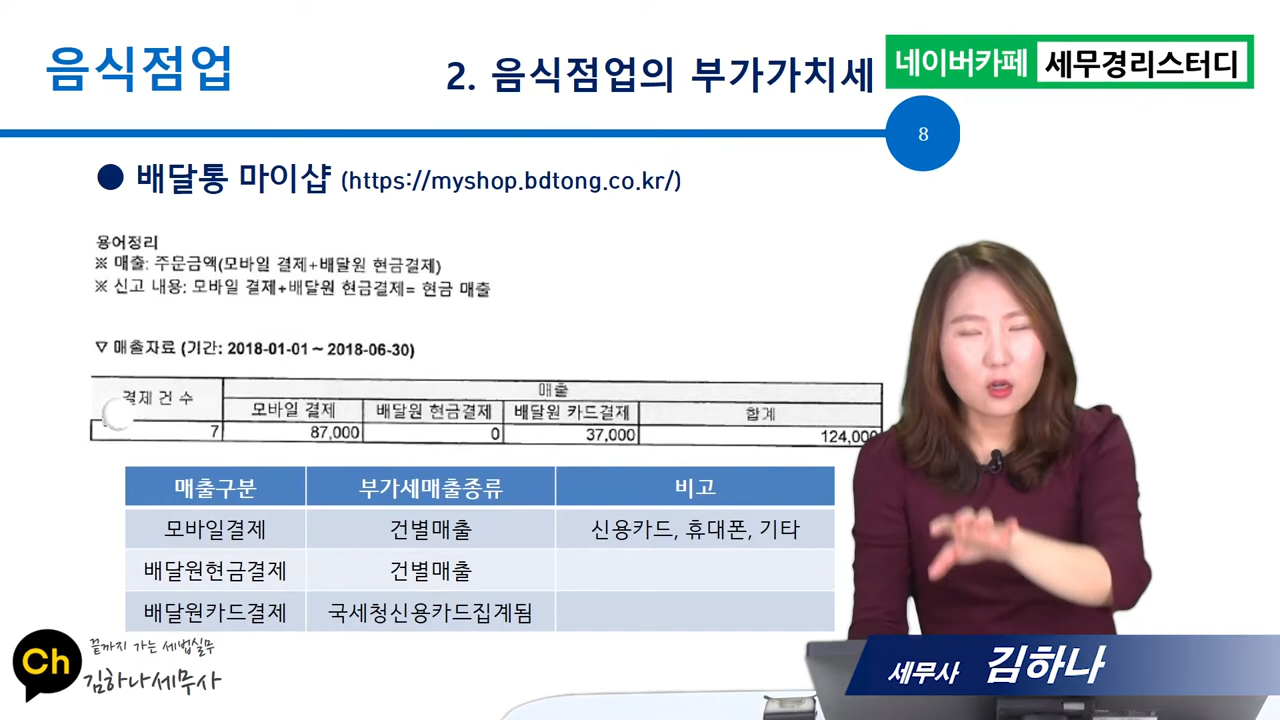 음식점업
2. 음식점업의 부가가치세
네이버카페 세무경리스터디
8
● 배달통 마이샵 (https://myshop.bdtong.co.kr/)
용어정리
※ 매출: 주문금액(모바일 결제+배달원 현금결제)
※ 신고 내용: 모바일 결제+배달원 현금결제= 현금 매출
▽ 매출자료 (기간: 2018-01-01 ~ 2018-06-30)
결제 건 수 매출
모바일 결제 배달원 현금결제 배달원 카드결제 합계
7 87,000 0 37,000 124,000
매출구분 부가세매출종류 비고
모바일결제 건별매출 신용카드, 휴대폰, 기타
배달원현금결제 건별매출
배달원카드결제 국세청신용카드집계됨
Ch
끝까지 가는 세법실무
김하나세무사
세무사 김하나